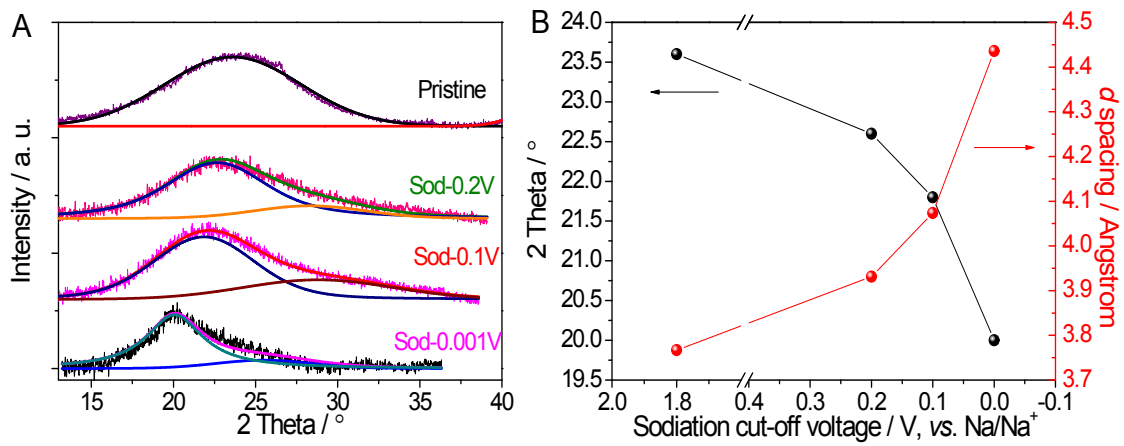 A
Intensity / a. u.
Pristine
Sod-0.2V
Sod-0.1V
Sod-0.001V
15 20 25 30 35 40
2 Theta / °
B
2 Theta / °
24.0
23.5
23.0
22.5
22.0
21.5
21.0
20.5
20.0
19.5
2.0 1.8 0.4 0.2 0.1 0.0 -0.1
Sodiation cut-off voltage / V, vs. Na/Na⁺
4.5
4.4
4.3
4.2
4.1
4.0
3.9
3.8
3.7
d spacing / Angstrom